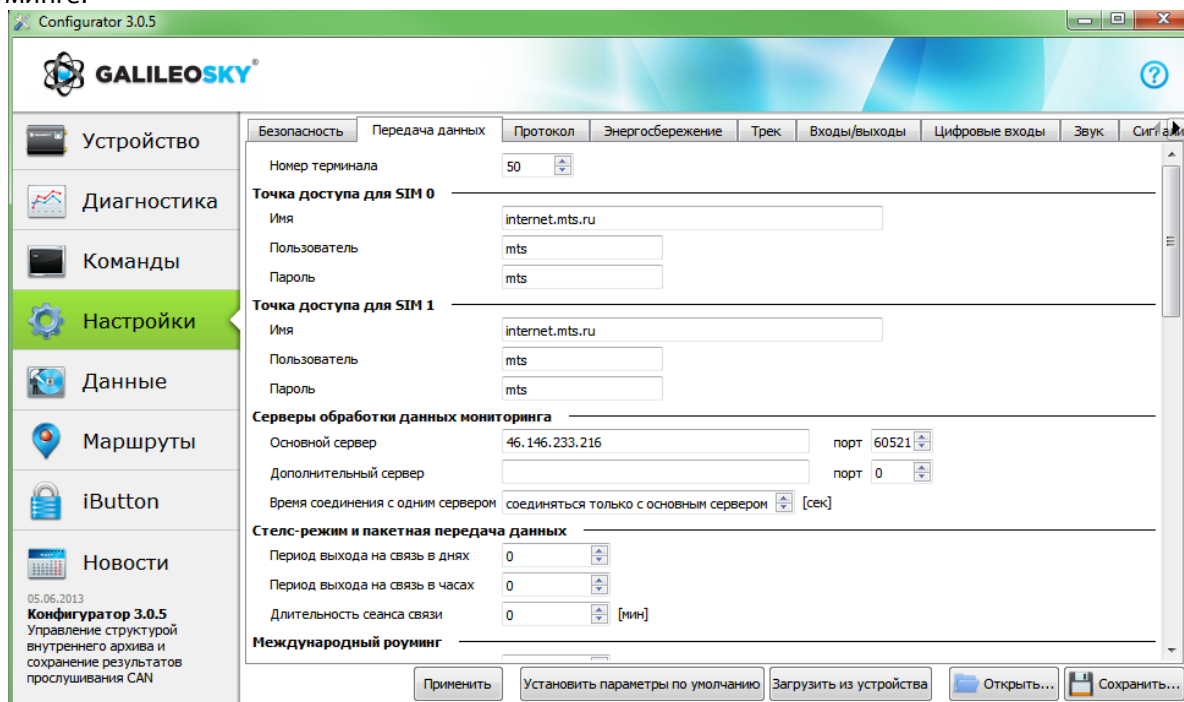 Configurator 3.0.5
GALILEOSKY®
Устройство
Диагностика
Команды
Настройки
Данные
Маршруты
iButton
Новости
05.06.2013
Конфигуратор 3.0.5
Управление структурой
внутреннего архива и
сохранение результатов
прослушивания CAN
Безопасность Передача данных Протокол Энергосбережение Трек Входы/выходы Цифровые входы Звук
Номер терминала 50
Точка доступа для SIM 0
Имя internet.mts.ru
Пользователь mts
Пароль mts
Точка доступа для SIM 1
Имя internet.mts.ru
Пользователь mts
Пароль mts
Серверы обработки данных мониторинга
Основной сервер 46.146.233.216 порт 60521
Дополнительный сервер порт 0
Время соединения с одним сервером соединяться только с основным сервером [сек]
Стелс-режим и пакетная передача данных
Период выхода на связь в днях 0
Период выхода на связь в часах 0
Длительность сеанса связи 0 [мин]
Международный роуминг
Применить Установить параметры по умолчанию Загрузить из устройства Открыть... Сохранить...